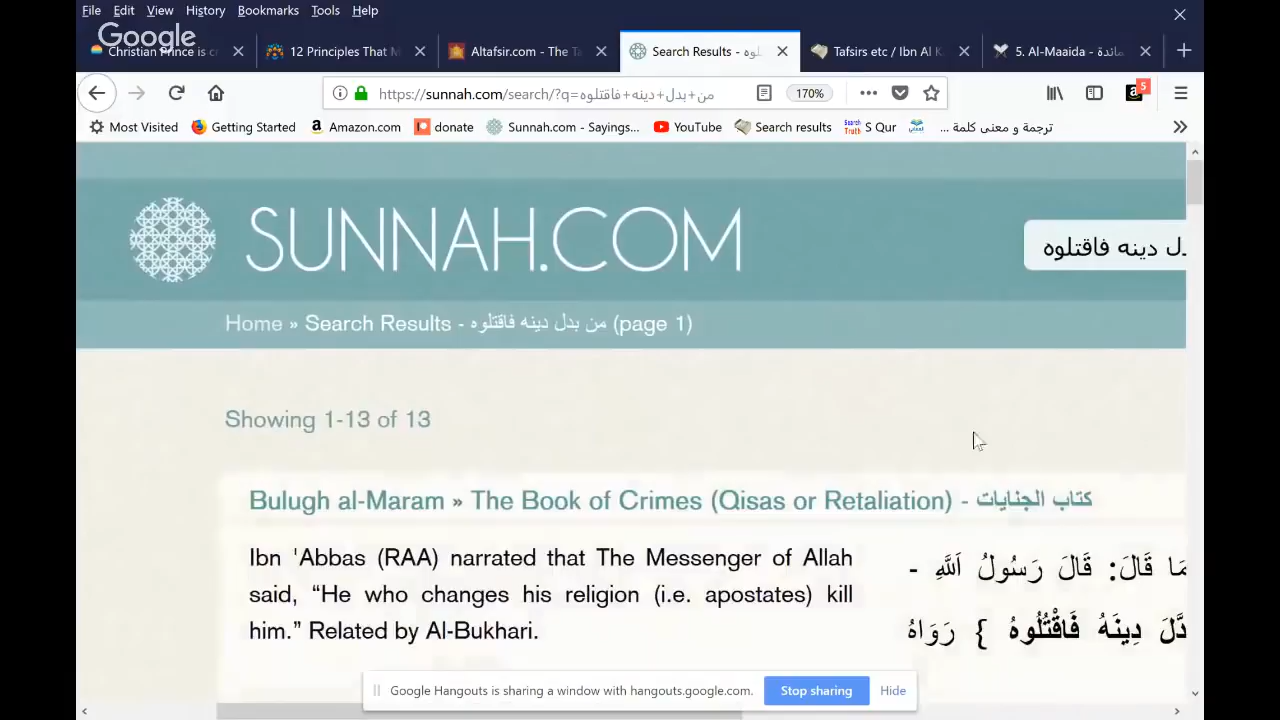 File Edit View History Bookmarks Tools Help
Google
Christian Prince is cr
12 Principles That M
Altafsir.com - The Ta
Search Results - وه
Tafsirs etc / Ibn Al K
5. Al-Maaida - مائدة
https://sunnah.com/search/?q=من+بدل+دينه+فاقتلوه
170%
5
Most Visited Getting Started Amazon.com donate Sunnah.com - Sayings... YouTube Search results S Qur ترجمة و معنى كلمة ...
SUNNAH.COM
دل دينه فاقتلوه
Home » Search Results - من بدل دينه فاقتلوه (page 1)
Showing 1-13 of 13
Bulugh al-Maram » The Book of Crimes (Qisas or Retaliation) - كتاب الجنايات
Ibn 'Abbas (RAA) narrated that The Messenger of Allah
said, “He who changes his religion (i.e. apostates) kill
him.” Related by Al-Bukhari.
مَا قَالَ: قَالَ رَسُولُ اَللَّهِ -
دَّلَ دِينَهُ فَاقْتُلُوهُ } رَوَاهُ
Google Hangouts is sharing a window with hangouts.google.com. Stop sharing Hide